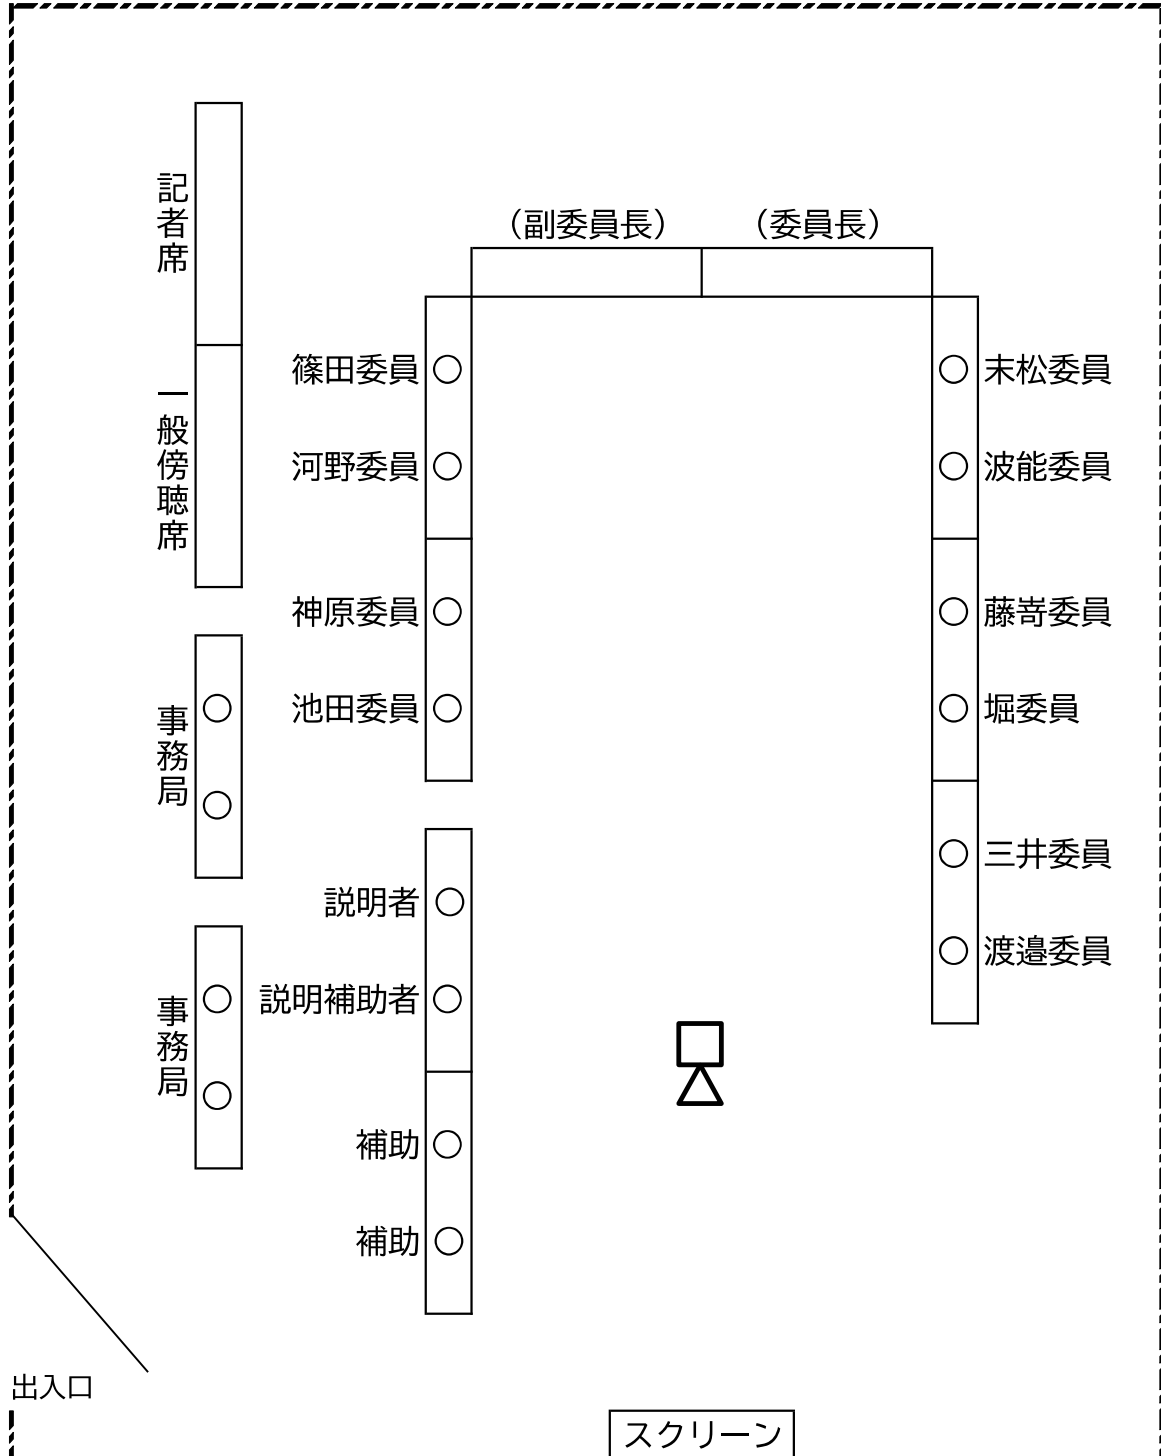 記者席
一般傍聴席
事務局
事務局
（副委員長）
（委員長）
篠田委員
河野委員
神原委員
池田委員
説明者
説明補助者
補助
補助
末松委員
波能委員
藤嵜委員
堀委員
三井委員
渡邉委員
出入口
スクリーン